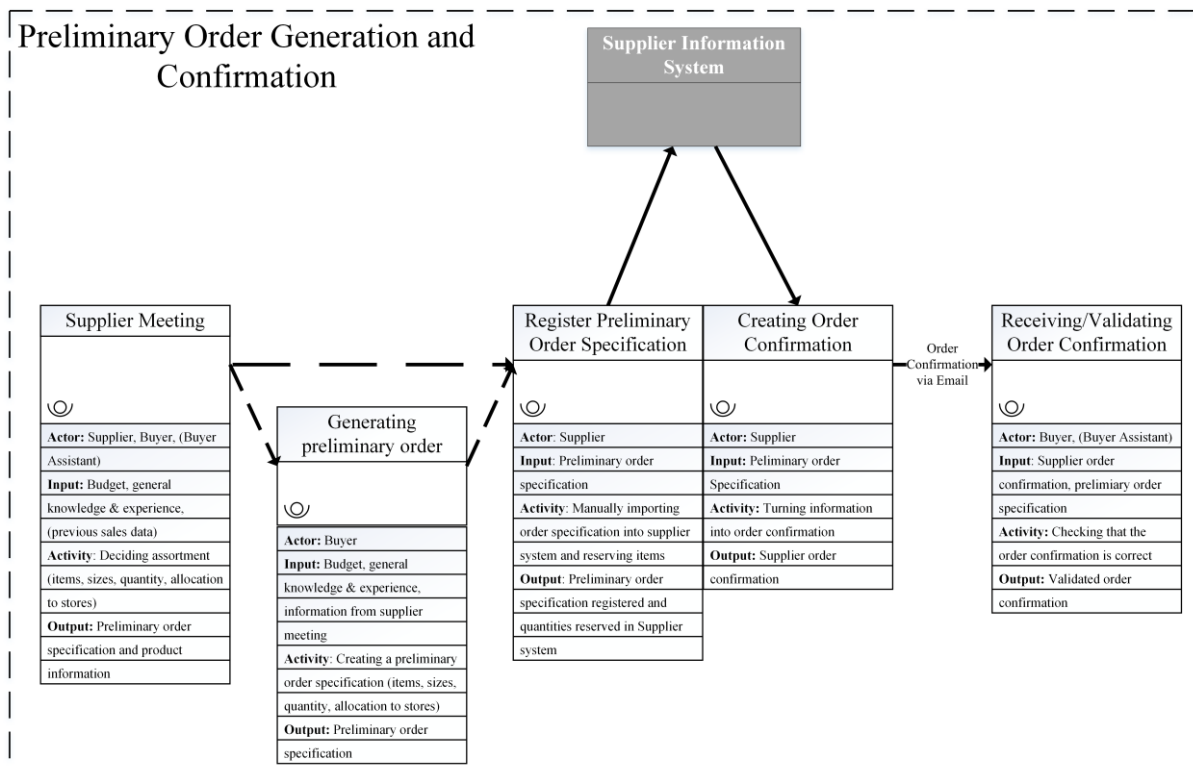 Preliminary Order Generation and
Confirmation
Supplier Information
System
Supplier Meeting
Actor: Supplier, Buyer, (Buyer
Assistant)
Input: Budget, general
knowledge & experience,
(previous sales data)
Activity: Deciding assortment
(items, sizes, quantity, allocation
to stores)
Output: Preliminary order
specification and product
information
Generating
preliminary order
Actor: Buyer
Input: Budget, general
knowledge & experience,
information from supplier
meeting
Activity: Creating a preliminary
order specification (items, sizes,
quantity, allocation to stores)
Output: Preliminary order
specification
Register Preliminary
Order Specification
Actor: Supplier
Input: Preliminary order
specification
Activity: Manually importing
order specification into supplier
system and reserving items
Output: Preliminary order
specification registered and
quantities reserved in Supplier
system
Creating Order
Confirmation
Actor: Supplier
Input: Peliminary order
Specification
Activity: Turning information
into order confirmation
Output: Supplier order
confirmation
Order
Confirmation
via Email
Receiving/Validating
Order Confirmation
Actor: Buyer, (Buyer Assistant)
Input: Supplier order
confirmation, prelimiary order
specification
Activity: Checking that the
order confirmation is correct
Output: Validated order
confirmation